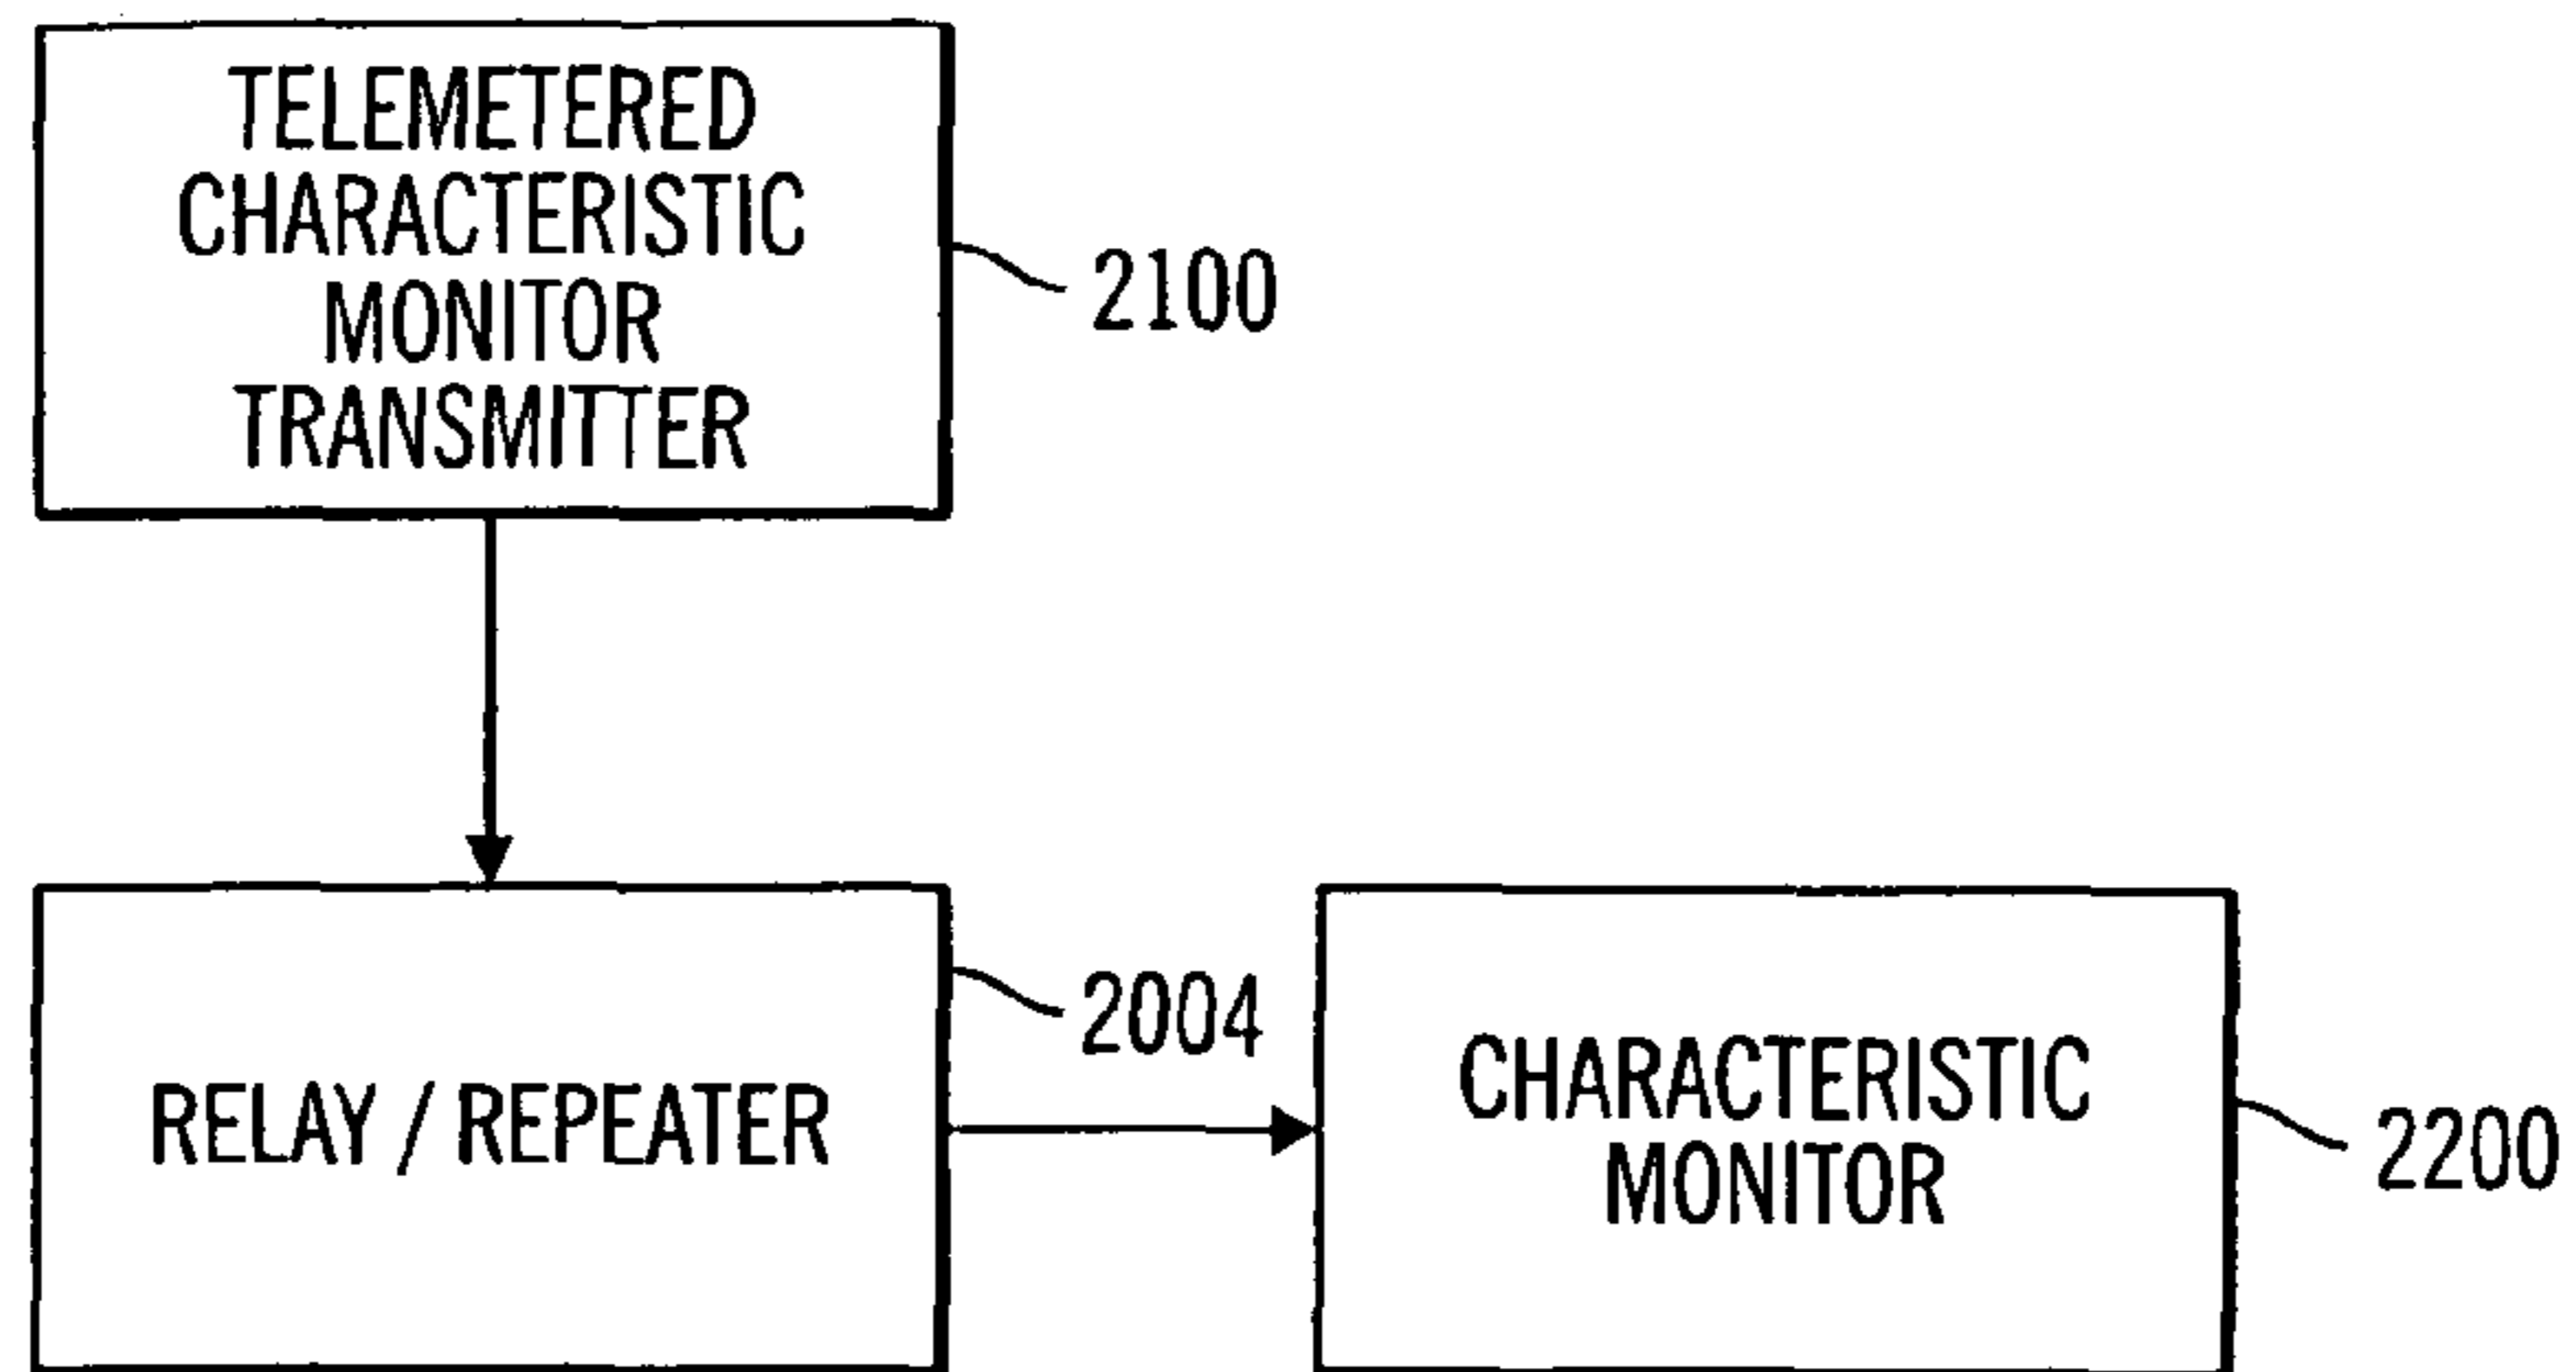 TELEMETERED
CHARACTERISTIC
MONITOR
TRANSMITTER
2100
RELAY / REPEATER
2004
CHARACTERISTIC
MONITOR
2200